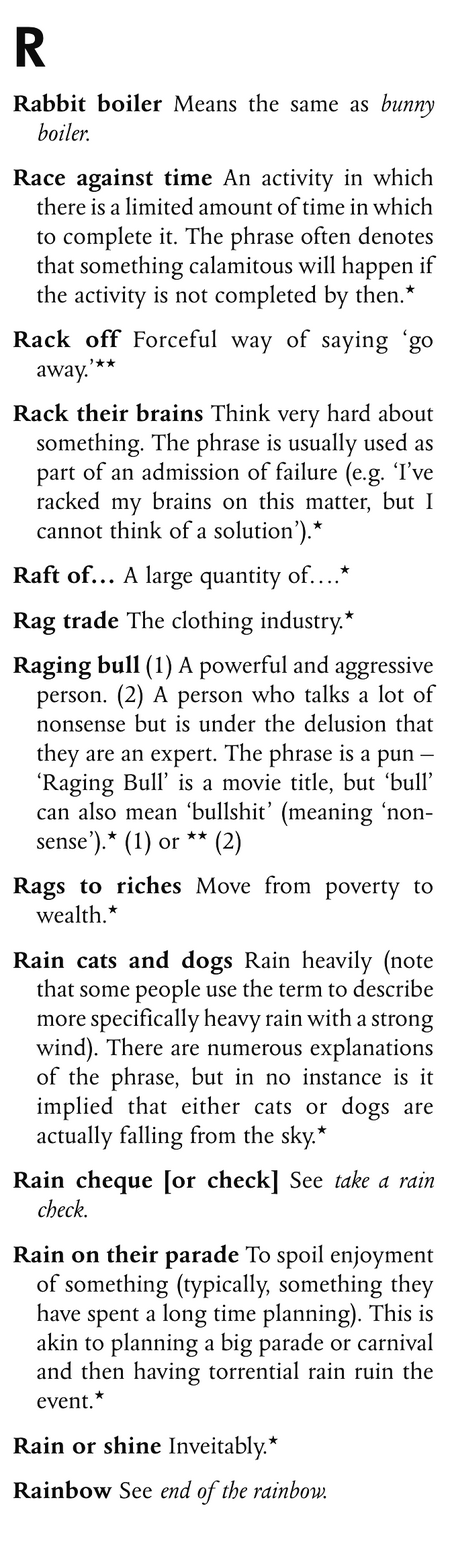 R
Rabbit boiler Means the same as bunny
boiler.
Race against time An activity in which
there is a limited amount of time in which
to complete it. The phrase often denotes
that something calamitous will happen if
the activity is not completed by then.★
Rack off Forceful way of saying ‘go
away.’★★
Rack their brains Think very hard about
something. The phrase is usually used as
part of an admission of failure (e.g. ‘I’ve
racked my brains on this matter, but I
cannot think of a solution’).★
Raft of… A large quantity of….★
Rag trade The clothing industry.★
Raging bull (1) A powerful and aggressive
person. (2) A person who talks a lot of
nonsense but is under the delusion that
they are an expert. The phrase is a pun –
‘Raging Bull’ is a movie title, but ‘bull’
can also mean ‘bullshit’ (meaning ‘non-
sense’).★ (1) or ★★ (2)
Rags to riches Move from poverty to
wealth.★
Rain cats and dogs Rain heavily (note
that some people use the term to describe
more specifically heavy rain with a strong
wind). There are numerous explanations
of the phrase, but in no instance is it
implied that either cats or dogs are
actually falling from the sky.★
Rain cheque [or check] See take a rain
check.
Rain on their parade To spoil enjoyment
of something (typically, something they
have spent a long time planning). This is
akin to planning a big parade or carnival
and then having torrential rain ruin the
event.★
Rain or shine Inveitably.★
Rainbow See end of the rainbow.